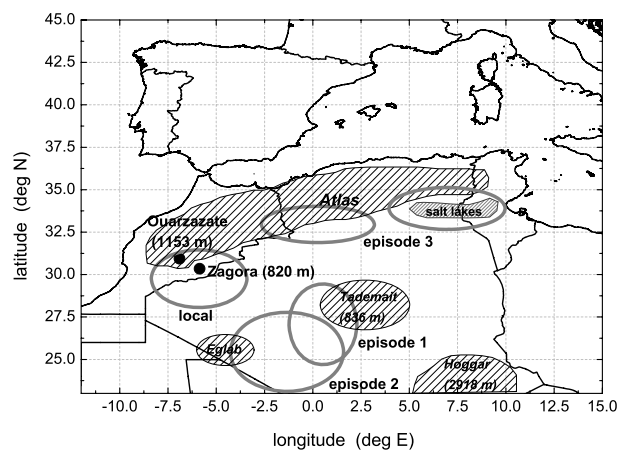 45.0
42.5
40.0
37.5
35.0
32.5
30.0
27.5
25.0
latitude (deg N)
Atlas
salt lakes
Ouarzazate
(1153 m)
episode 3
Zagora (820 m)
local
Tademait
(836 m)
episode 1
Eglab
episode 2
Hoggar
(2918 m)
-10.0 -7.5 -5.0 -2.5 0.0 2.5 5.0 7.5 10.0 12.5 15.0
longitude (deg E)